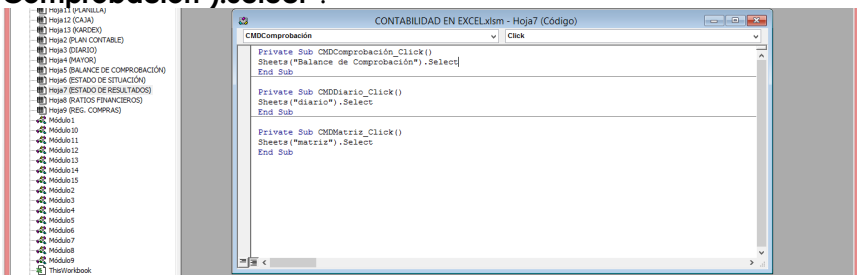 Comprobación").Select".
Hoja11 (PLANILLA)
Hoja12 (CAJA)
Hoja13 (KARDEX)
Hoja2 (PLAN CONTABLE)
Hoja3 (DIARIO)
Hoja4 (MAYOR)
Hoja5 (BALANCE DE COMPROBACIÓN)
Hoja6 (ESTADO DE SITUACIÓN)
Hoja7 (ESTADO DE RESULTADOS)
Hoja8 (RATIOS FINANCIEROS)
Hoja9 (REG. COMPRAS)
Módulo1
Módulo10
Módulo11
Módulo12
Módulo13
Módulo14
Módulo15
Módulo2
Módulo3
Módulo4
Módulo5
Módulo6
Módulo7
Módulo8
Módulo9
ThisWorkbook
CONTABILIDAD EN EXCEL.xlsm - Hoja7 (Código)
CMDComprobación Click
Private Sub CMDComprobación_Click()
Sheets("Balance de Comprobación").Select
End Sub
Private Sub CMDDiario_Click()
Sheets("diario").Select
End Sub
Private Sub CMDMatriz_Click()
Sheets("matriz").Select
End Sub